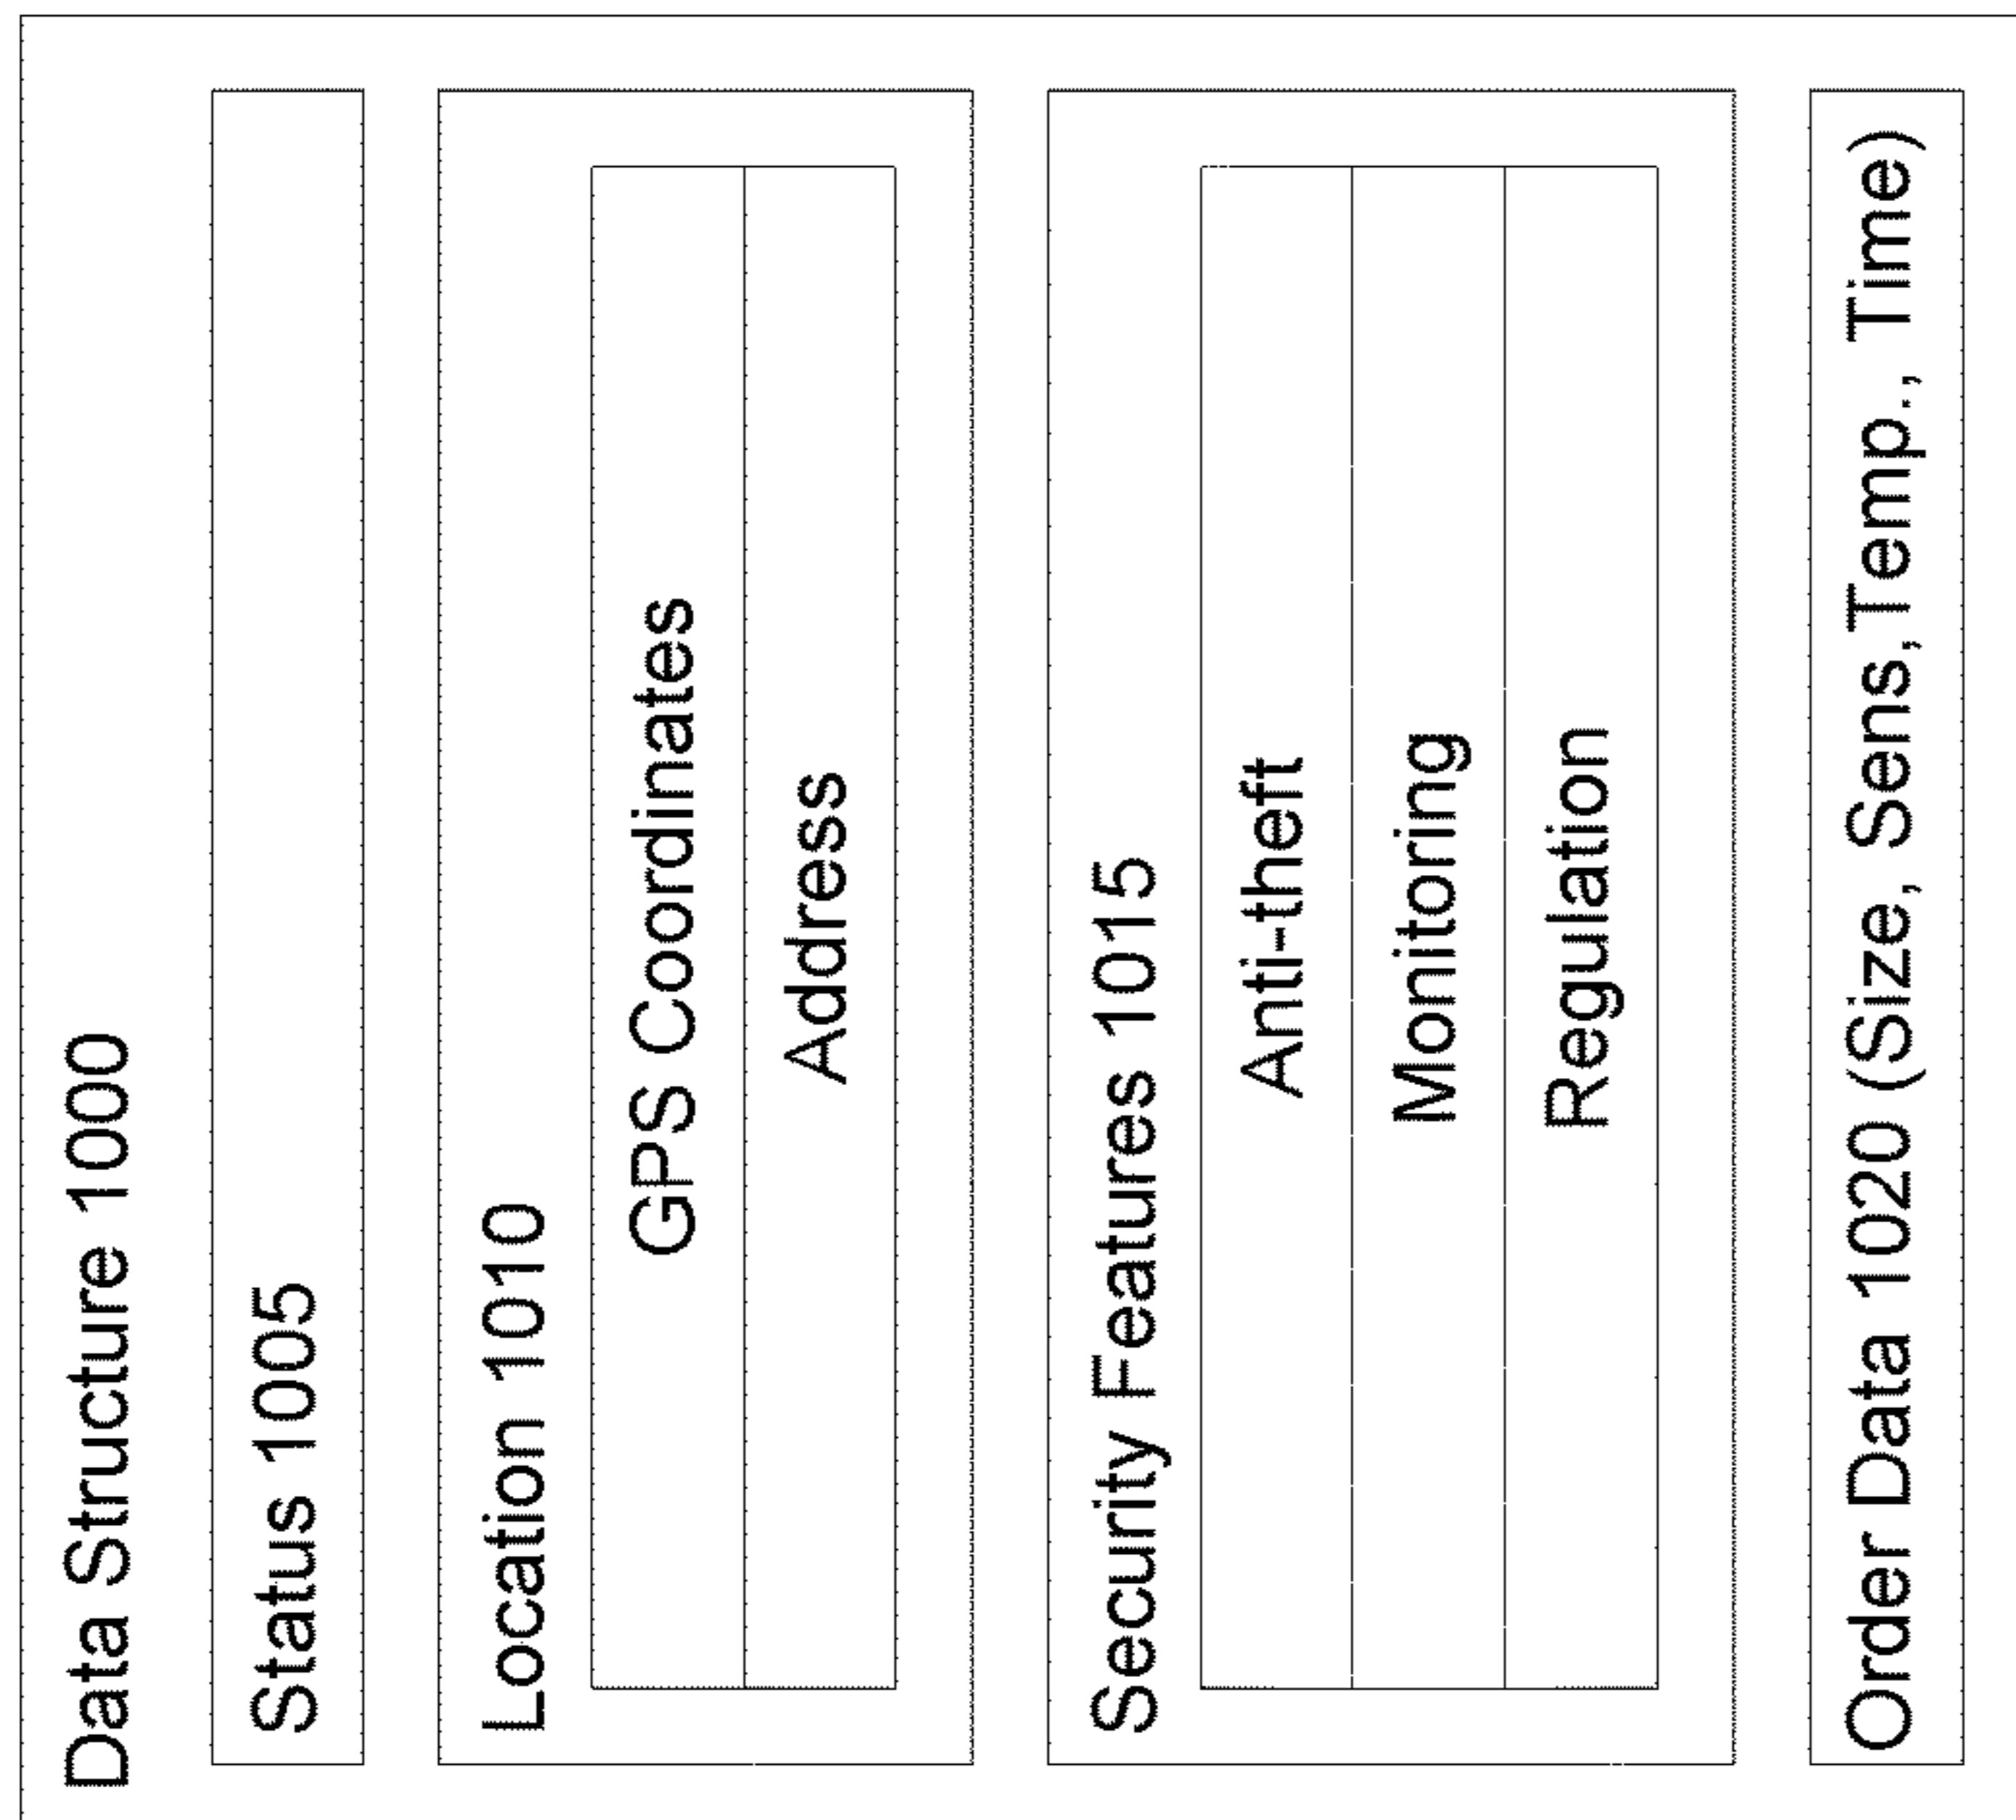 Data Structure 1000
Status 1005
Location 1010
GPS Coordinates
Address
Security Features 1015
Anti-theft
Monitoring
Regulation
Order Data 1020 (Size, Sens,Temp., Time)